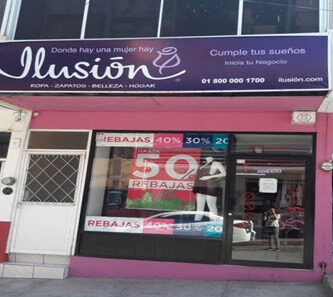 Donde hay una mujer hay
Ilusión
ROPA - ZAPATOS - BELLEZA - HOGAR
Cumple tus sueños
Inicia tu Negocio
01 800 000 1700
ilusion.com
REBAJAS 40% 30% 20
HASTA
50%
REBAJAS
REBAJAS 40% 30% 20
ABIERTO